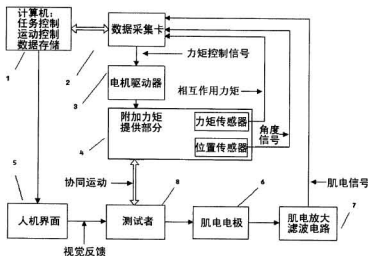 计算机：
任务控制
运动控制
数据存储
1
数据采集卡
2
力矩控制信号
电机驱动器
3
相互作用力矩
附加力矩
提供部分
4
力矩传感器
位置传感器
角度
信号
协同运动
肌电信号
5
人机界面
视觉反馈
8
测试者
6
肌电电极
肌电放大
滤波电路
7